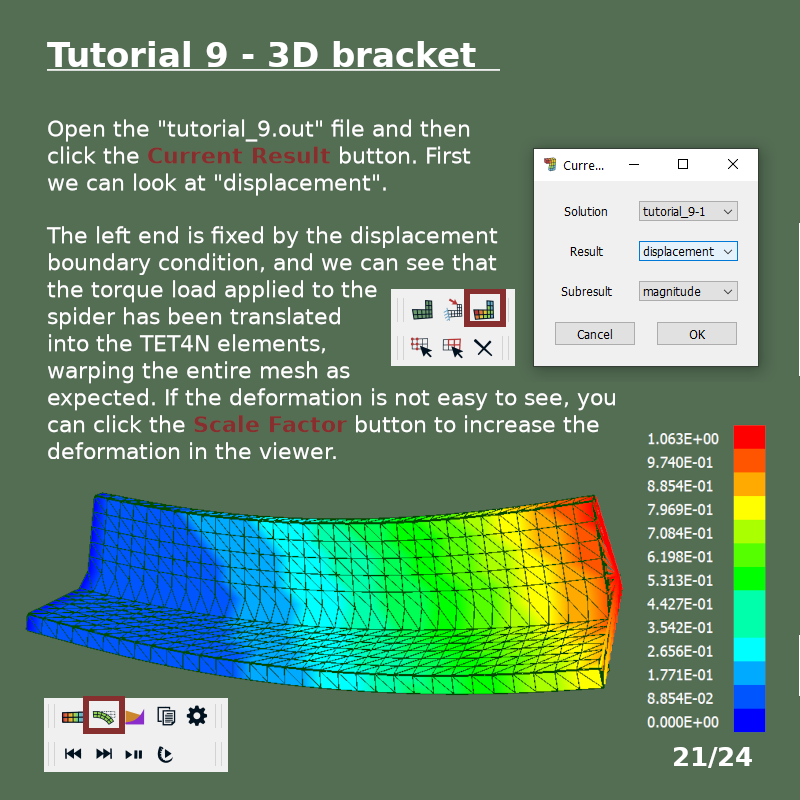 Tutorial 9 - 3D bracket
Open the "tutorial_9.out" file and then
click the Current Result button. First
we can look at "displacement".
The left end is fixed by the displacement
boundary condition, and we can see that
the torque load applied to the
spider has been translated
into the TET4N elements,
warping the entire mesh as
expected. If the deformation is not easy to see, you
can click the Scale Factor button to increase the
deformation in the viewer.
Curre...
Solution tutorial_9-1
Result displacement
Subresult magnitude
Cancel OK
1.063E+00
9.740E-01
8.854E-01
7.969E-01
7.084E-01
6.198E-01
5.313E-01
4.427E-01
3.542E-01
2.656E-01
1.771E-01
8.854E-02
0.000E+00
21/24